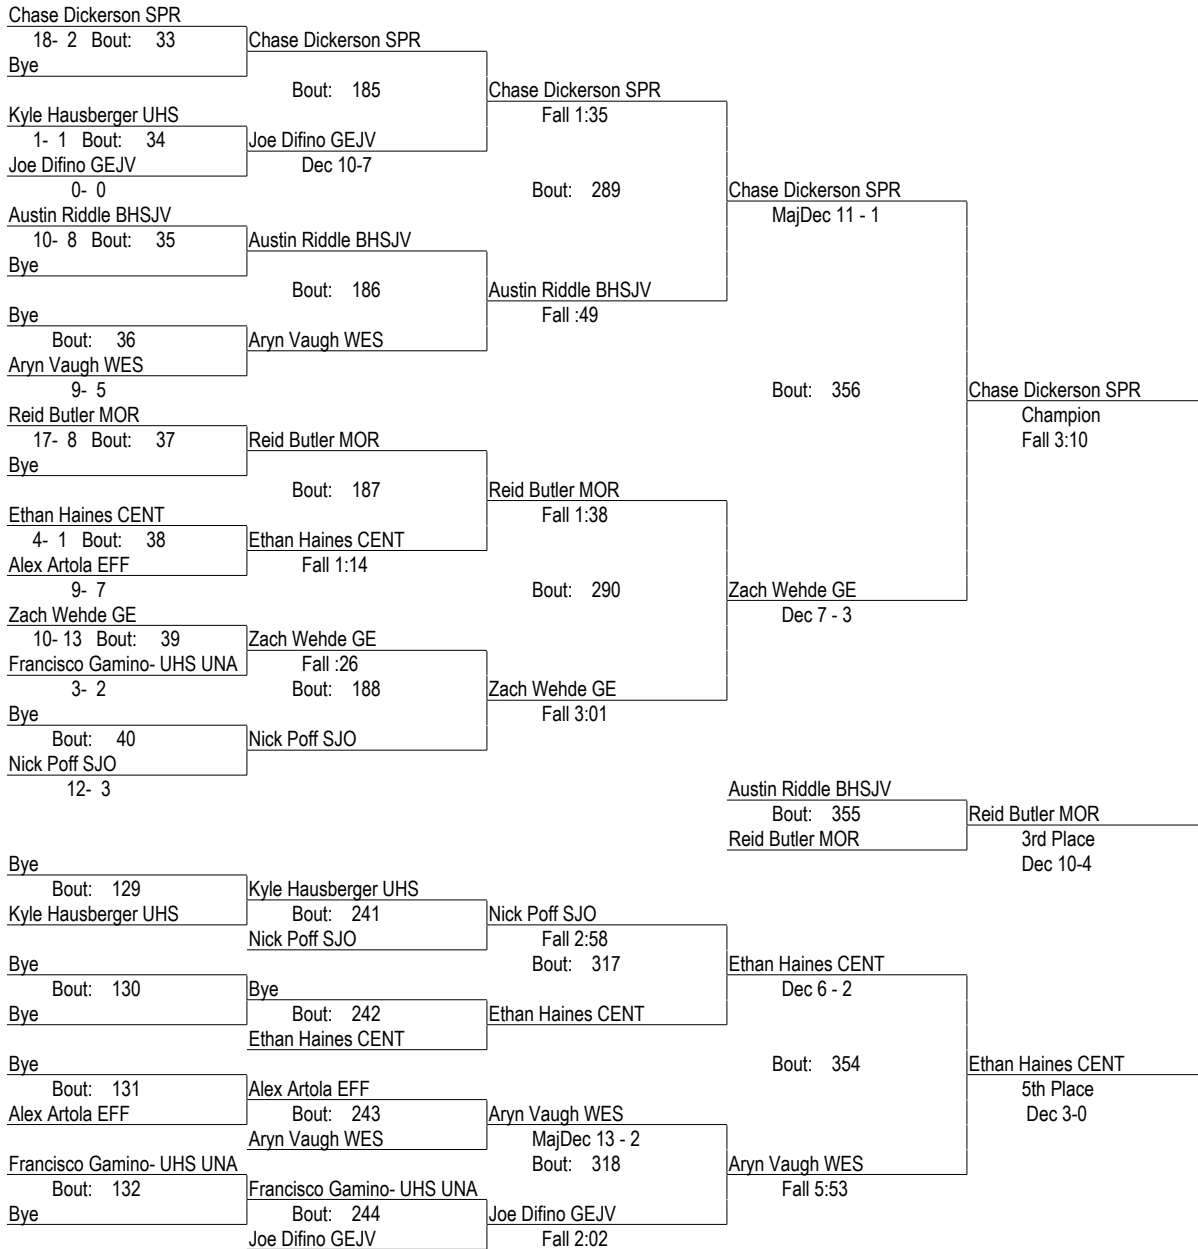 Chase Dickerson SPR
18- 2 Bout: 33 Chase Dickerson SPR
Bye
Bout: 185 Chase Dickerson SPR
Kyle Hausberger UHS Fall 1:35
1- 1 Bout: 34 Joe Difino GEJV
Joe Difino GEJV Dec 10-7
0- 0 Bout: 289 Chase Dickerson SPR
Austin Riddle BHSJV MajDec 11 - 1
10- 8 Bout: 35 Austin Riddle BHSJV
Bye
Bout: 186 Austin Riddle BHSJV
Bye Fall :49
Bout: 36 Aryn Vaugh WES
Aryn Vaugh WES
9- 5 Bout: 356 Chase Dickerson SPR
Reid Butler MOR Champion
17- 8 Bout: 37 Reid Butler MOR Fall 3:10
Bye
Bout: 187 Reid Butler MOR
Ethan Haines CENT Fall 1:38
4- 1 Bout: 38 Ethan Haines CENT
Alex Artola EFF Fall 1:14
9- 7 Bout: 290 Zach Wehde GE
Zach Wehde GE Dec 7 - 3
10- 13 Bout: 39 Zach Wehde GE
Francisco Gamino- UHS UNA Fall :26
3- 2 Bout: 188 Zach Wehde GE
Bye Fall 3:01
Bout: 40 Nick Poff SJO
Nick Poff SJO
12- 3 Austin Riddle BHSJV
Bout: 355 Reid Butler MOR
Reid Butler MOR 3rd Place
Bye Dec 10-4
Bout: 129 Kyle Hausberger UHS
Kyle Hausberger UHS Bout: 241 Nick Poff SJO
Nick Poff SJO Fall 2:58
Bye Bout: 317 Ethan Haines CENT
Bout: 130 Bye Dec 6 - 2
Bye Bout: 242 Ethan Haines CENT
Ethan Haines CENT
Bye Bout: 354 Ethan Haines CENT
Bout: 131 Alex Artola EFF 5th Place
Alex Artola EFF Bout: 243 Aryn Vaugh WES Dec 3-0
Aryn Vaugh WES MajDec 13 - 2
Francisco Gamino- UHS UNA Bout: 318 Aryn Vaugh WES
Bout: 132 Francisco Gamino- UHS UNA Fall 5:53
Bye Bout: 244 Joe Difino GEJV
Joe Difino GEJV Fall 2:02